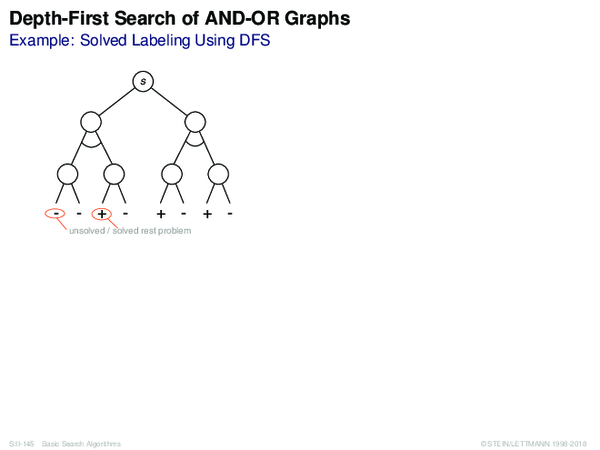 Depth-First Search of AND-OR Graphs
Example: Solved Labeling Using DFS
s
- - + - + - + -
unsolved / solved rest problem
S:II-145 Basic Search Algorithms © STEIN/LETTMANN 1998-2018